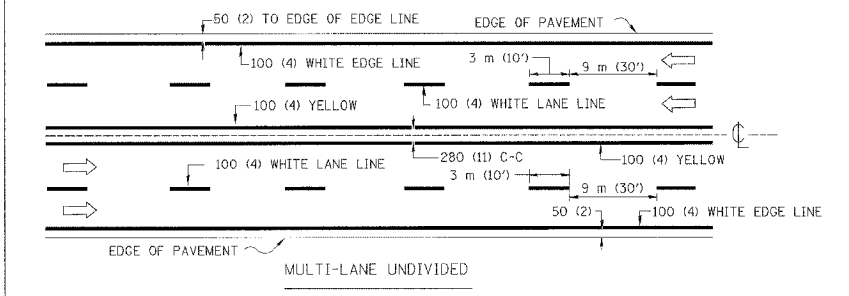 50 (2) TO EDGE OF EDGE LINE
EDGE OF PAVEMENT
100 (4) WHITE EDGE LINE
3 m (10')
9 m (30')
100 (4) YELLOW
100 (4) WHITE LANE LINE
℄
100 (4) WHITE LANE LINE
280 (11) C-C
100 (4) YELLOW
3 m (10')
9 m (30')
50 (2)
100 (4) WHITE EDGE LINE
EDGE OF PAVEMENT
MULTI-LANE UNDIVIDED